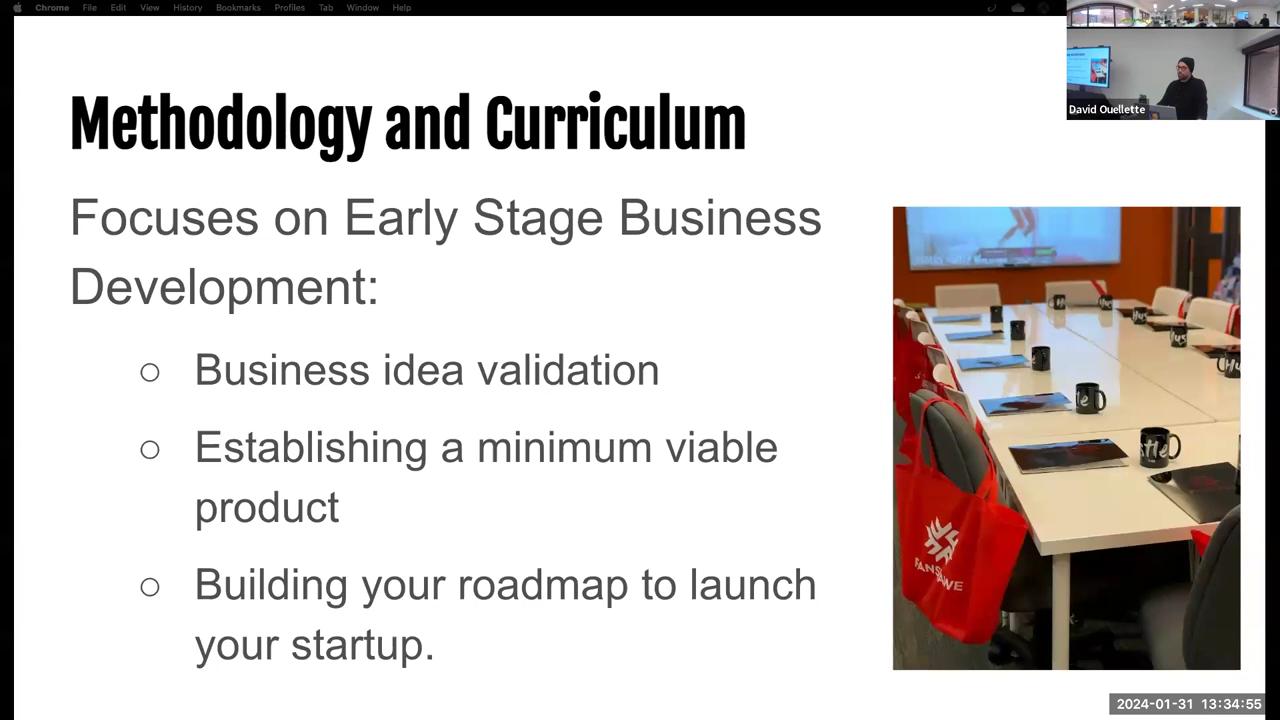 Chrome File Edit View History Bookmarks Profiles Tab Window Help
David Ouellette
Methodology and Curriculum
Focuses on Early Stage Business
Development:
○ Business idea validation
○ Establishing a minimum viable
product
○ Building your roadmap to launch
your startup.
FANSHAWE
2024-01-31 13:34:55